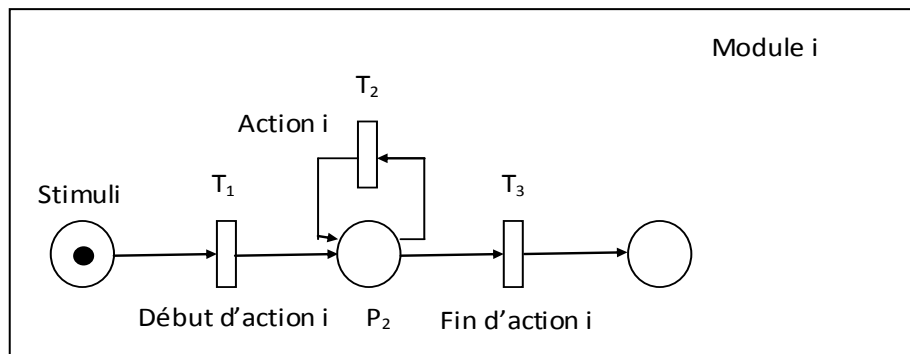 Module i
T₂
Action i
T₁
T₃
Stimuli
Début d’action i
P₂
Fin d’action i